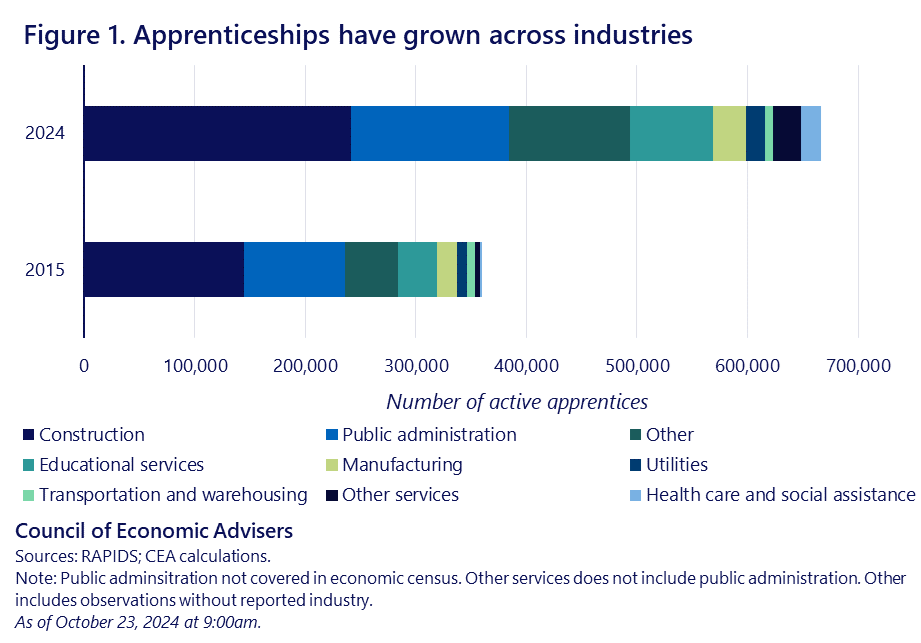 Figure 1. Apprenticeships have grown across industries
2024
2015
0 100,000 200,000 300,000 400,000 500,000 600,000 700,000
Number of active apprentices
Construction Public administration Other
Educational services Manufacturing Utilities
Transportation and warehousing Other services Health care and social assistance
Council of Economic Advisers
Sources: RAPIDS; CEA calculations.
Note: Public adminsitration not covered in economic census. Other services does not include public administration. Other
includes observations without reported industry.
As of October 23, 2024 at 9:00am.